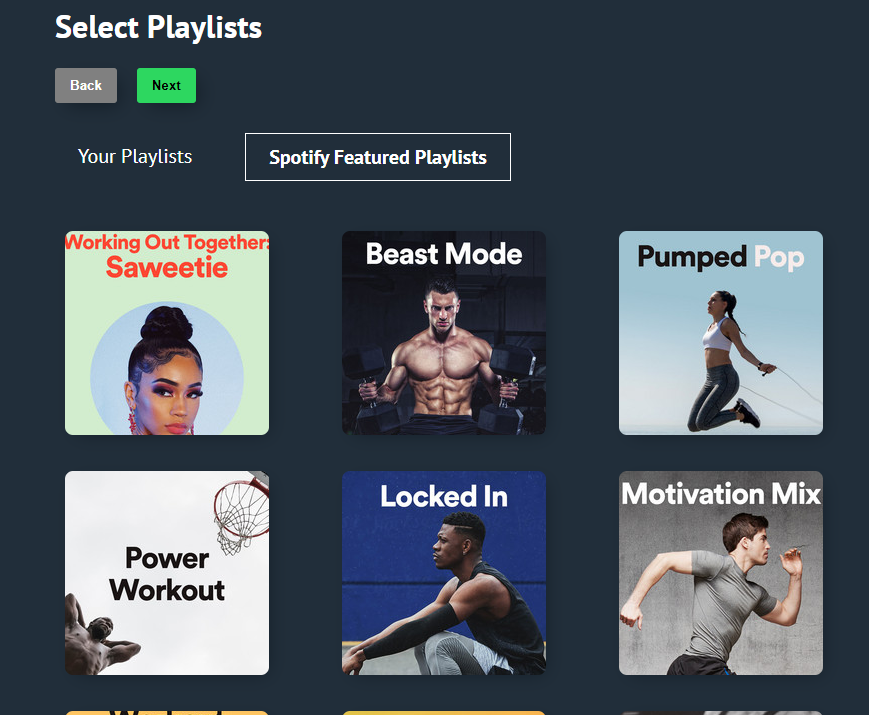 Select Playlists
Back
Next
Your Playlists
Spotify Featured Playlists
Working Out Together:
Saweetie
Beast Mode
Pumped Pop
Power
Workout
Locked In
Motivation Mix